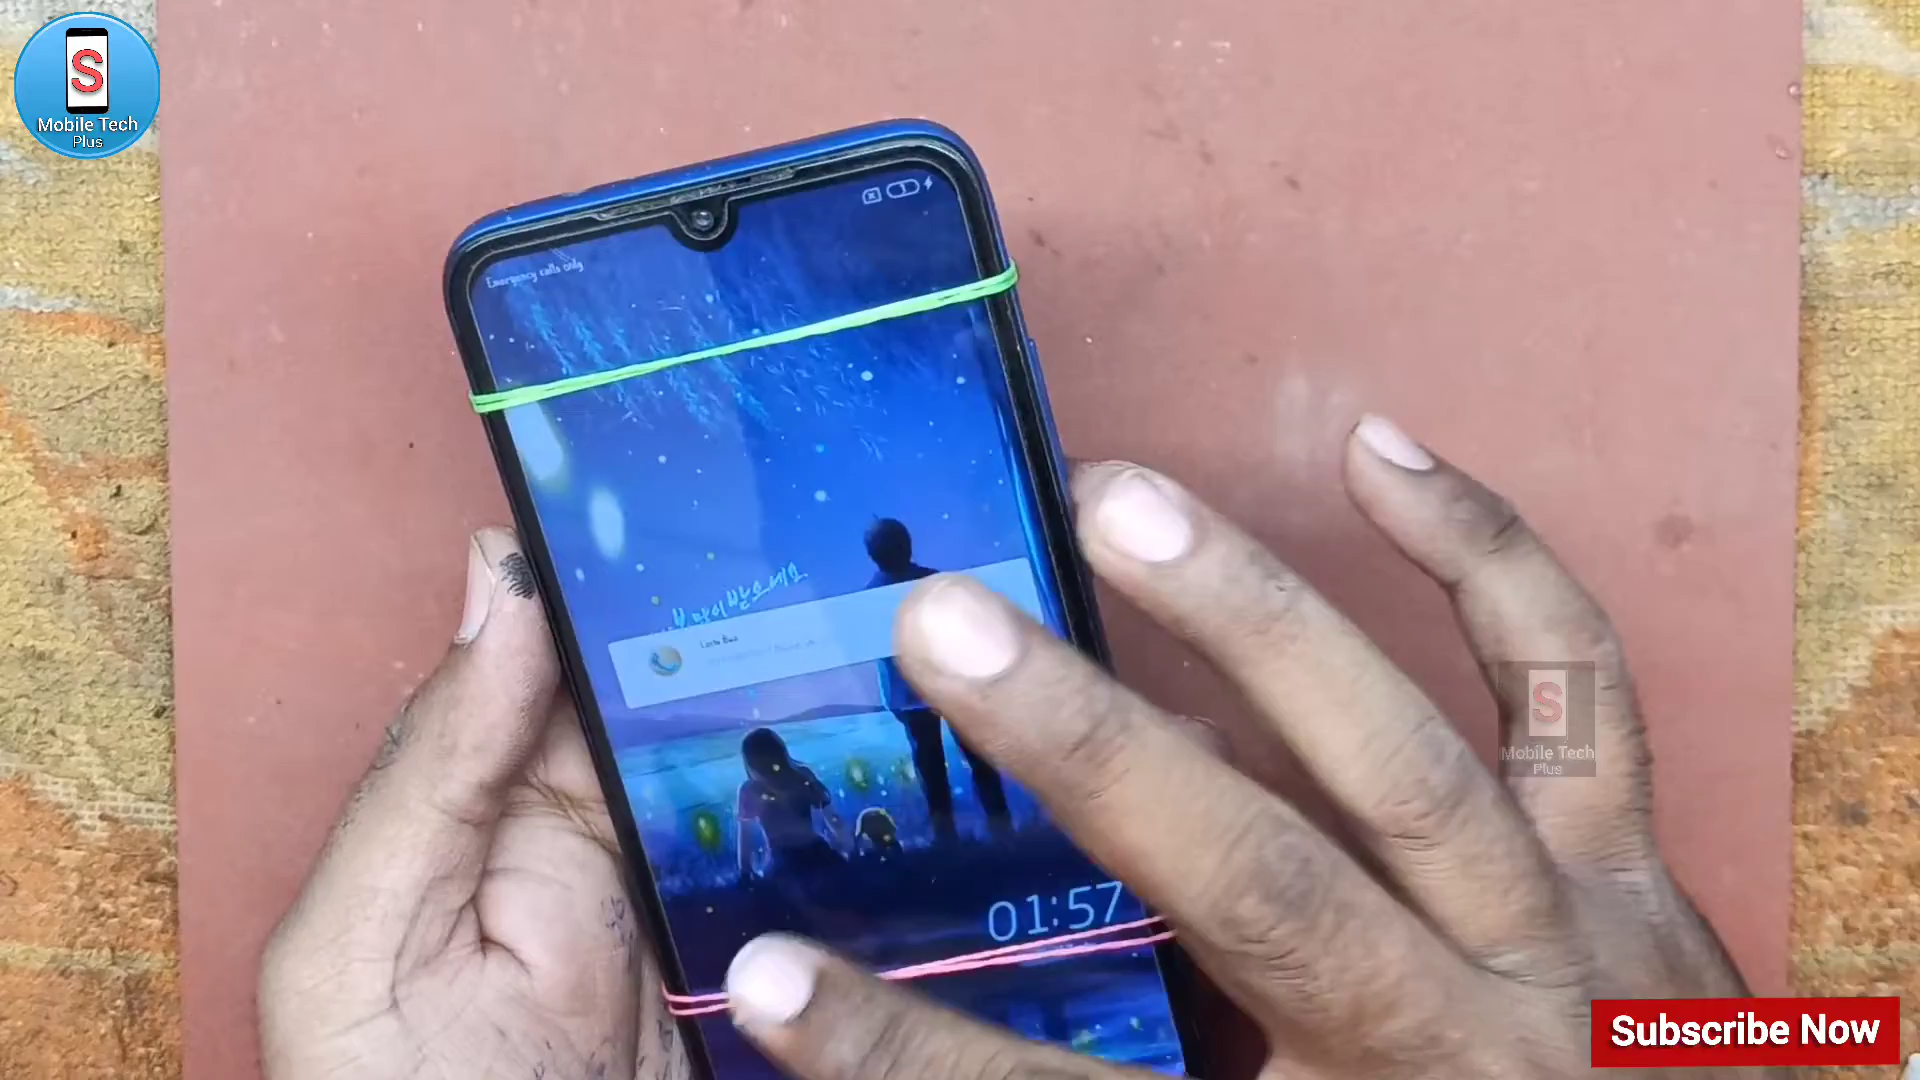 S
Mobile Tech
Plus
Emergency calls only
01:57
S
Mobile Tech
Plus
Subscribe Now